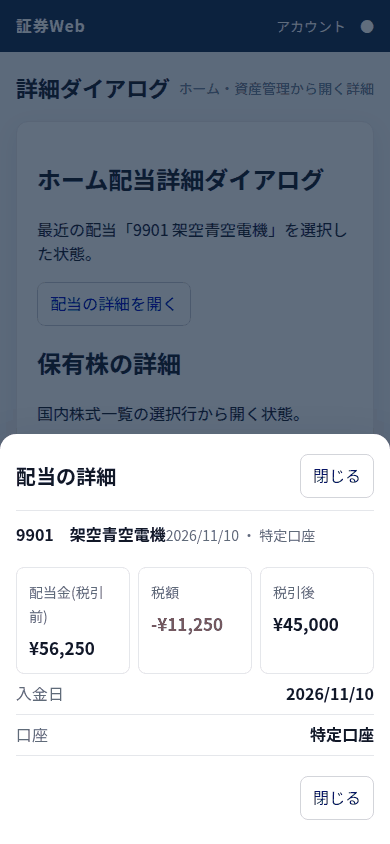 証券Web
アカウント
詳細ダイアログ
ホーム・資産管理から開く詳細
ホーム配当詳細ダイアログ
最近の配当「9901 架空青空電機」を選択し
た状態。
配当の詳細を開く
保有株の詳細
国内株式一覧の選択行から開く状態。
配当の詳細
閉じる
9901 架空青空電機2026/11/10 ・ 特定口座
配当金(税引
前)
¥56,250
税額
-¥11,250
税引後
¥45,000
入金日 2026/11/10
口座 特定口座
閉じる